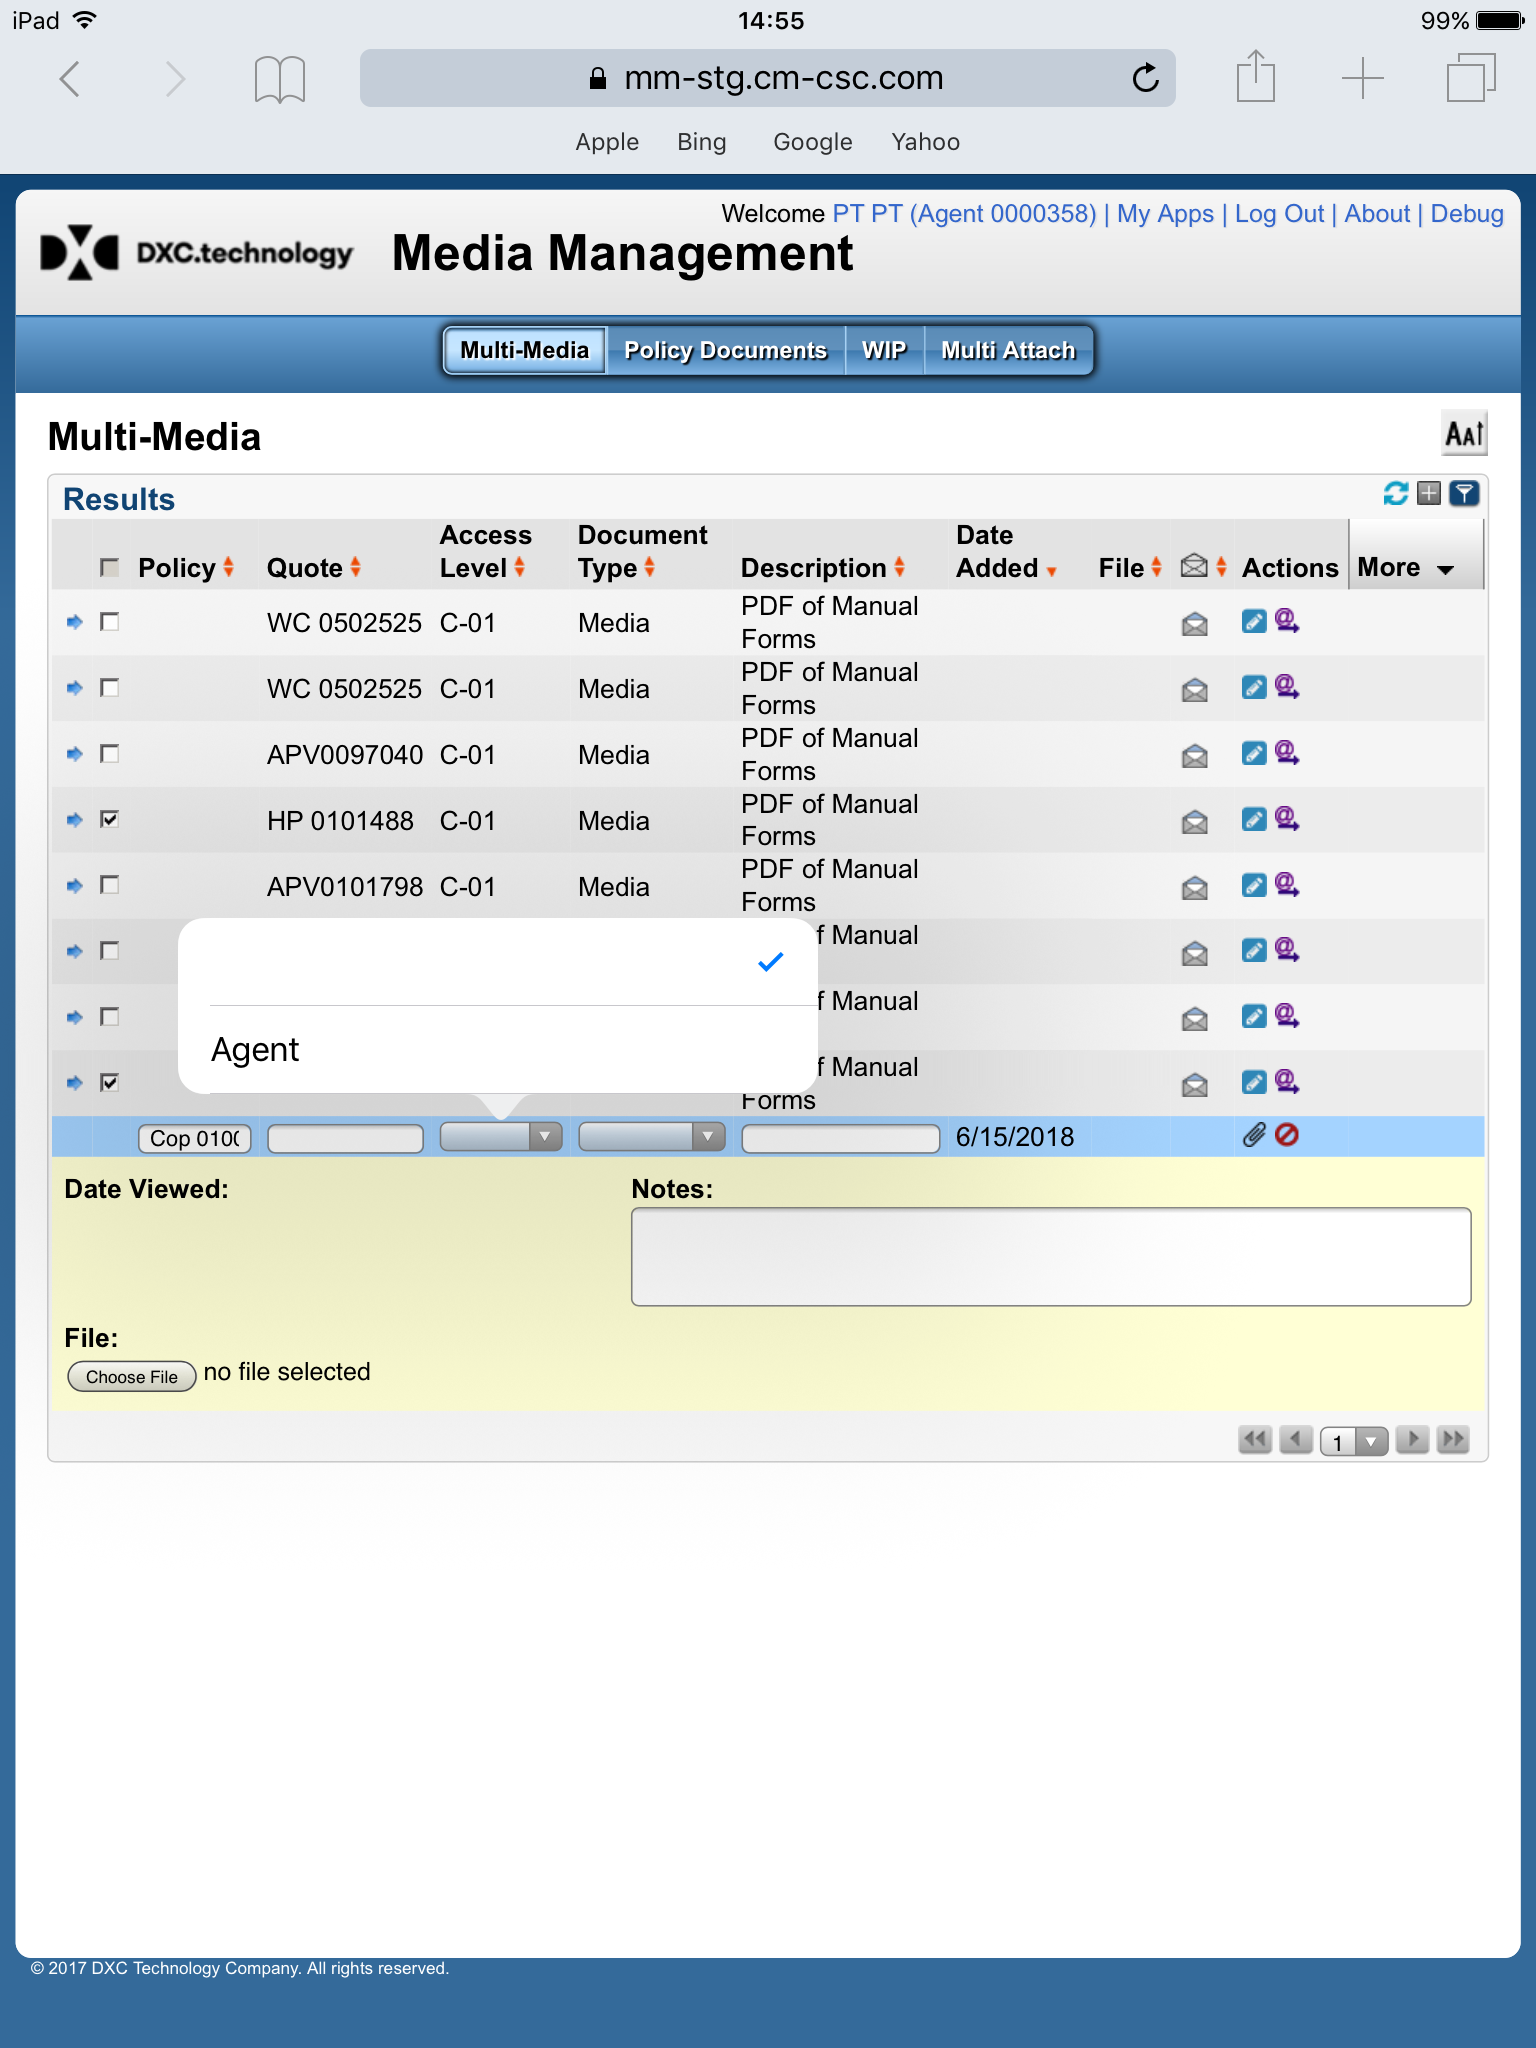 iPad 14:55 99%
mm-stg.cm-csc.com
Apple Bing Google Yahoo
Welcome PT PT (Agent 0000358) | My Apps | Log Out | About | Debug
DXC.technology Media Management
Multi-Media Policy Documents WIP Multi Attach
Multi-Media AA
Results
Policy Quote Access Level Document Type Description Date Added File Actions More
WC 0502525 C-01 Media PDF of Manual Forms
WC 0502525 C-01 Media PDF of Manual Forms
APV0097040 C-01 Media PDF of Manual Forms
HP 0101488 C-01 Media PDF of Manual Forms
APV0101798 C-01 Media PDF of Manual Forms
f Manual
f Manual
Agent
f Manual
Forms
Cop 010 6/15/2018
Date Viewed: Notes:
File:
Choose File no file selected
1
© 2017 DXC Technology Company. All rights reserved.